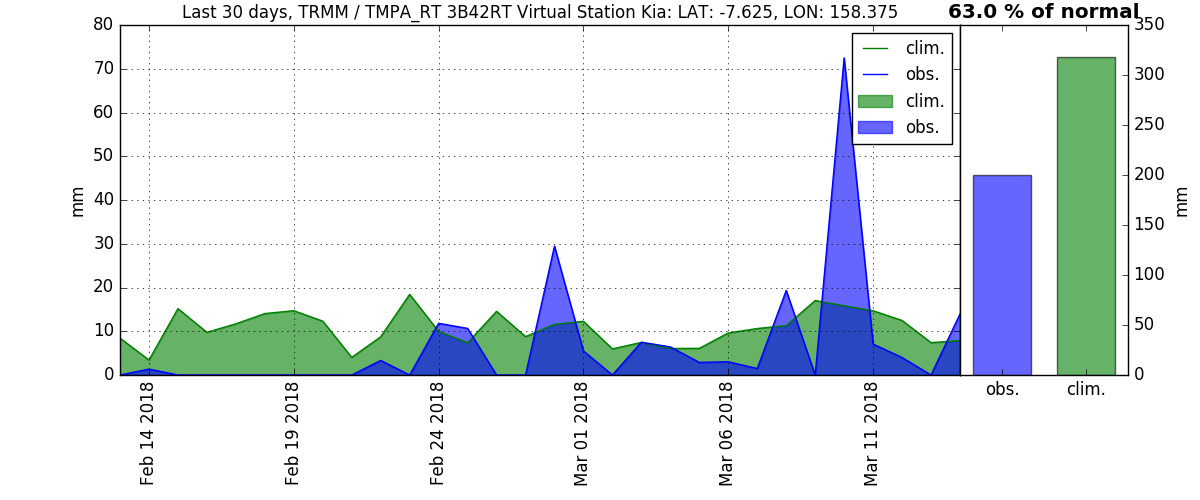 Last 30 days, TRMM / TMPA_RT 3B42RT Virtual Station Kia: LAT: -7.625, LON: 158.375
63.0 % of normal
80
70
60
50
40
30
20
10
0
mm
clim.
obs.
clim.
obs.
Feb 14 2018
Feb 19 2018
Feb 24 2018
Mar 01 2018
Mar 06 2018
Mar 11 2018
350
300
250
200
150
100
50
0
mm
obs.
clim.